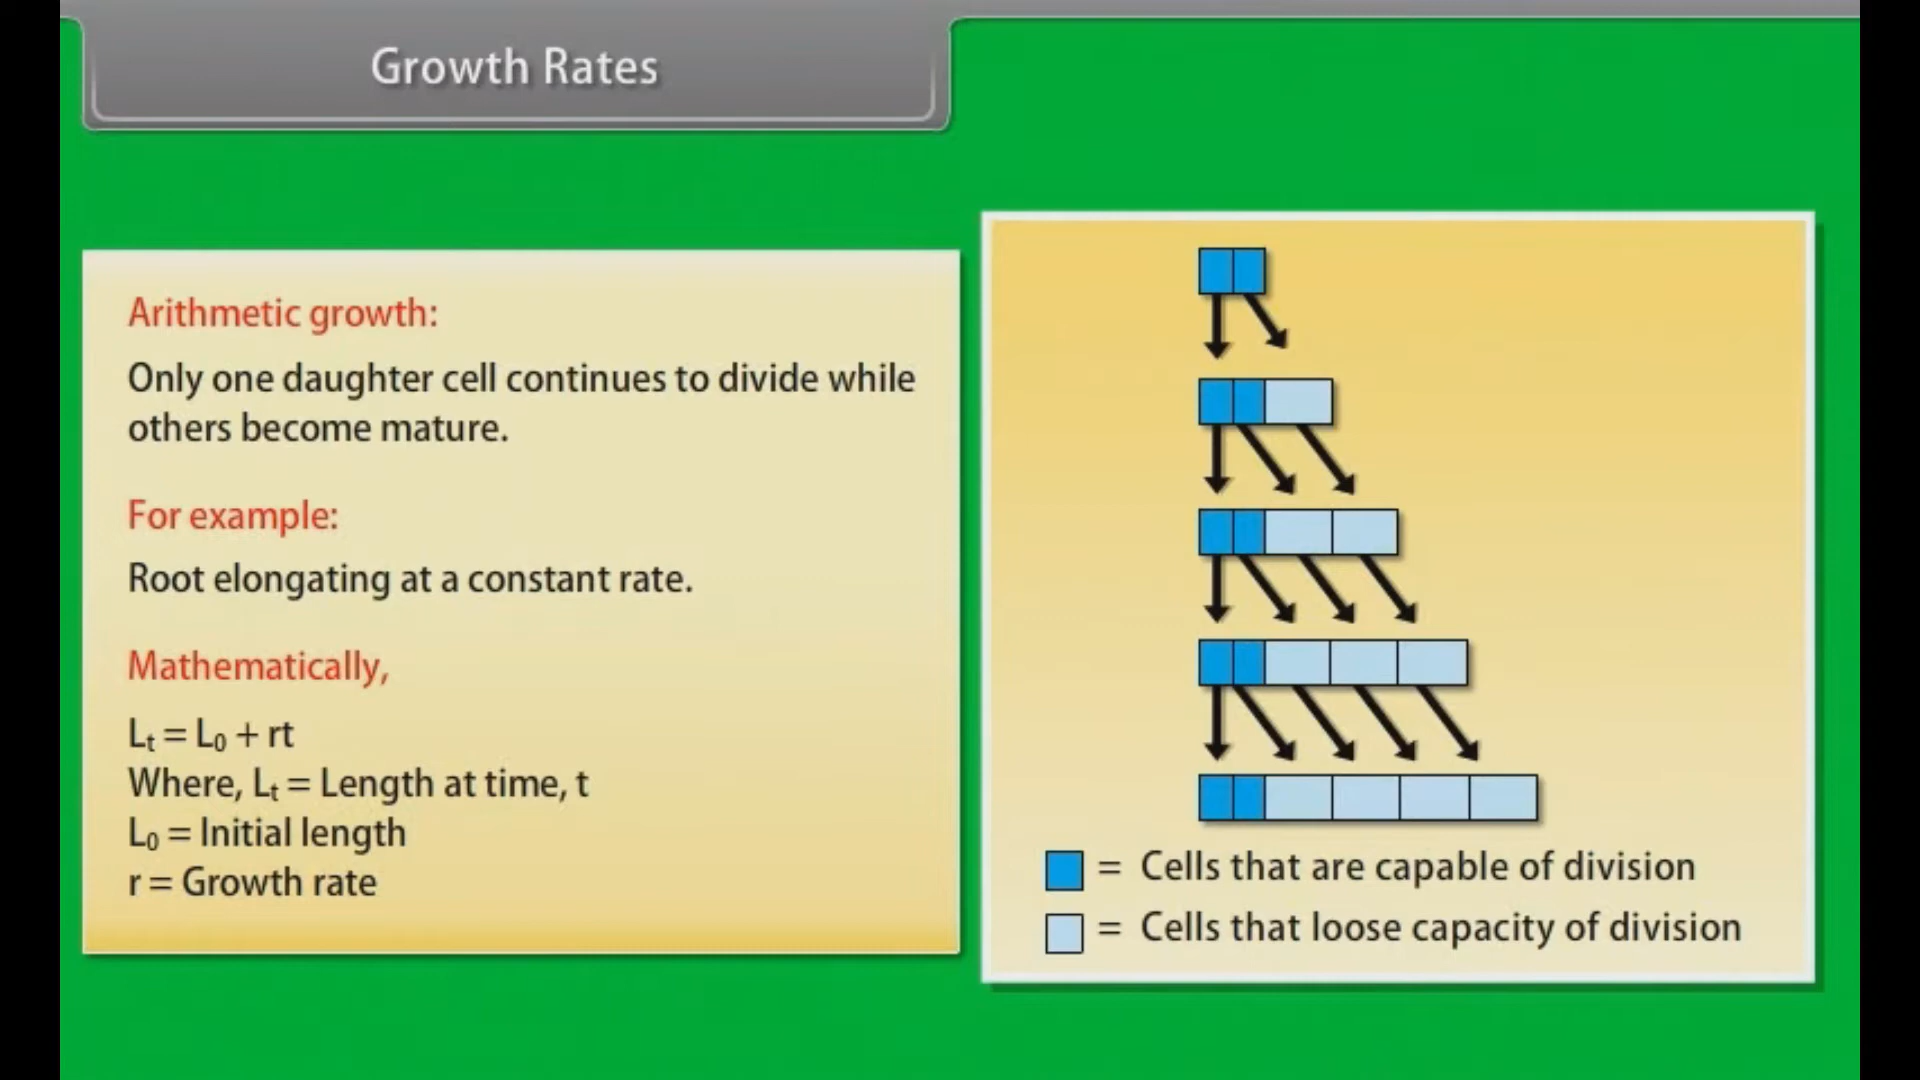 Growth Rates
Arithmetic growth:
Only one daughter cell continues to divide while
others become mature.
For example:
Root elongating at a constant rate.
Mathematically,
Lt = L0 + rt
Where, Lt = Length at time, t
L0 = Initial length
r = Growth rate
= Cells that are capable of division
= Cells that loose capacity of division